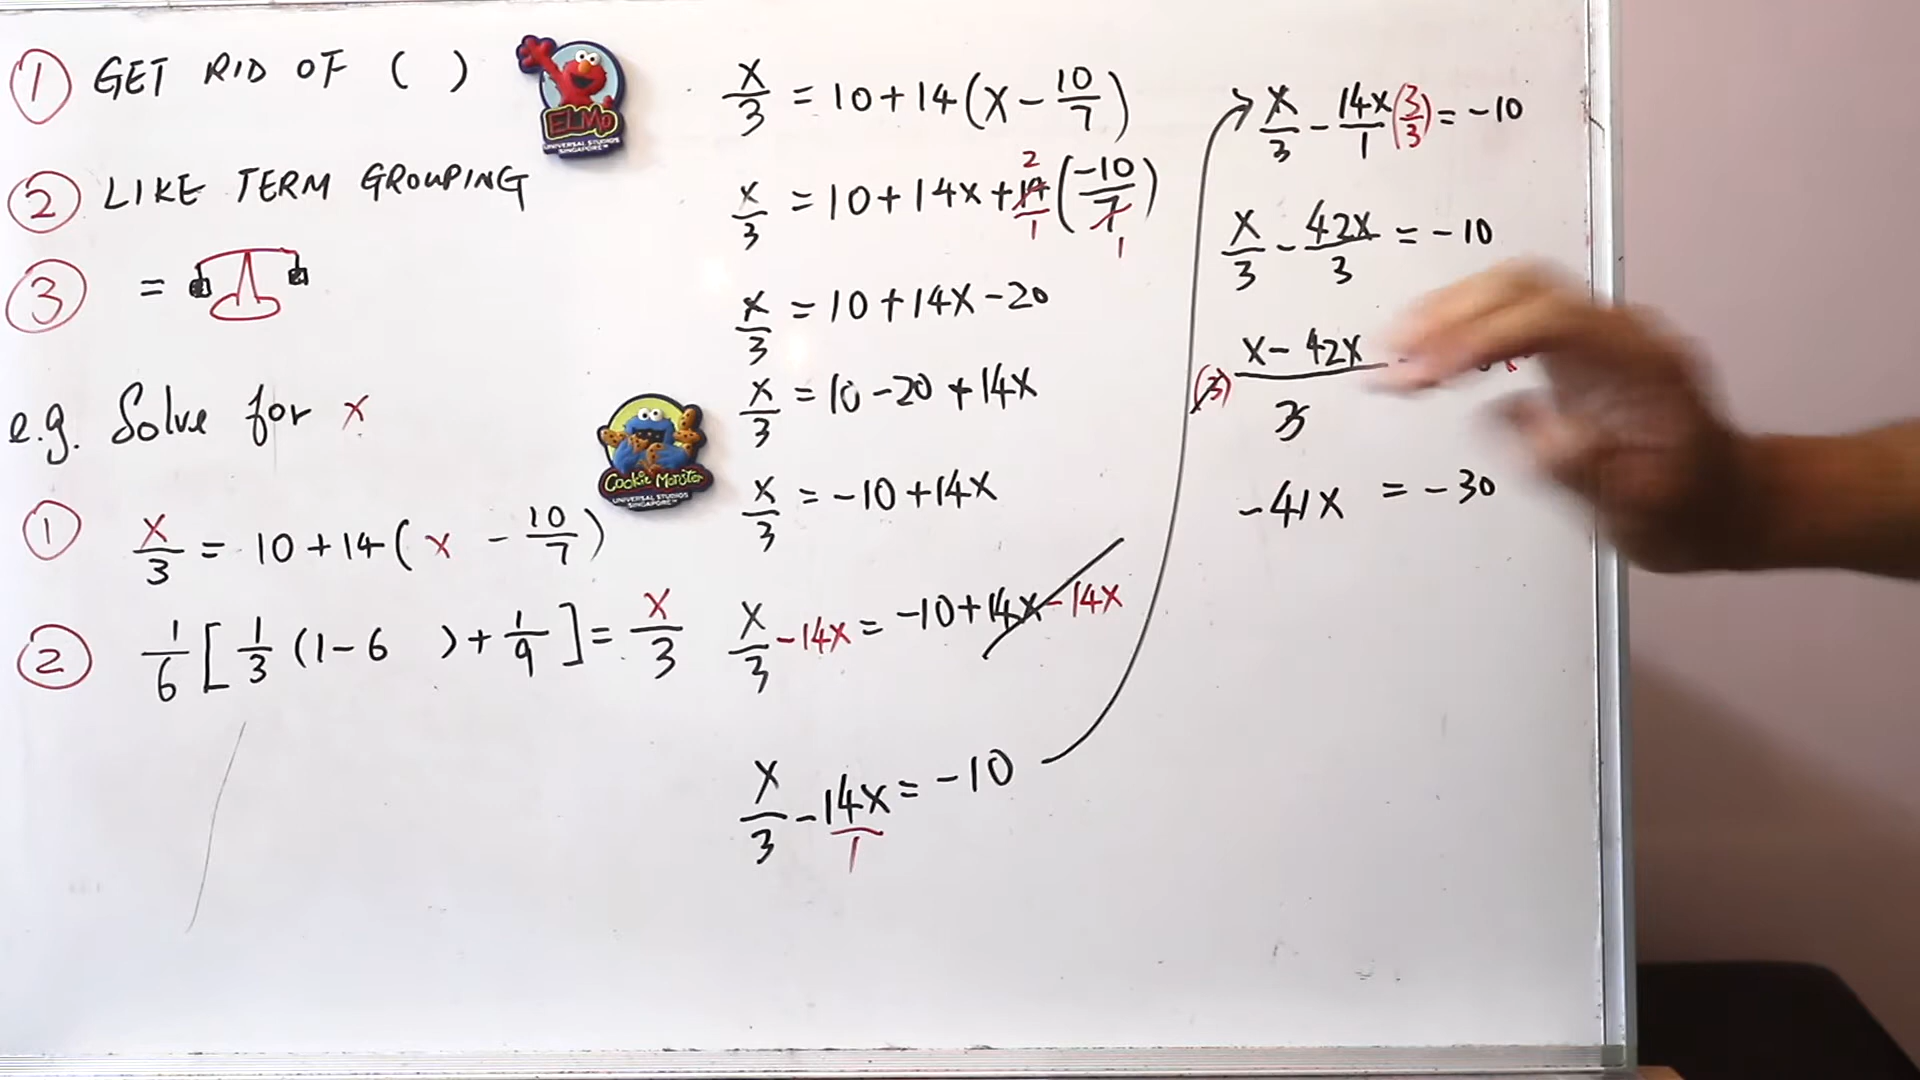 ① GET RID OF ( )
② LIKE TERM GROUPING
③ =
e.g. Solve for x
① x/3 = 10+14(x - 10/7)
② 1/6[1/3(1-6 )+1/9]=x/3
ELMO
UNIVERSAL STUDIOS
SINGAPORE
Cookie Monster
UNIVERSAL STUDIOS
SINGAPORE
x/3 = 10+14(x-10/7)
x/3 = 10+14x+14/1(-10/7) 2 1
x/3 = 10+14x-20
x/3 = 10-20+14x
x/3 = -10+14x
x/3-14x = -10+14x-14x
x/3-14x/1 = -10
x/3-14x/1(3/3) = -10
x/3-42x/3 = -10
(3) x-42x/3
-41x = -30